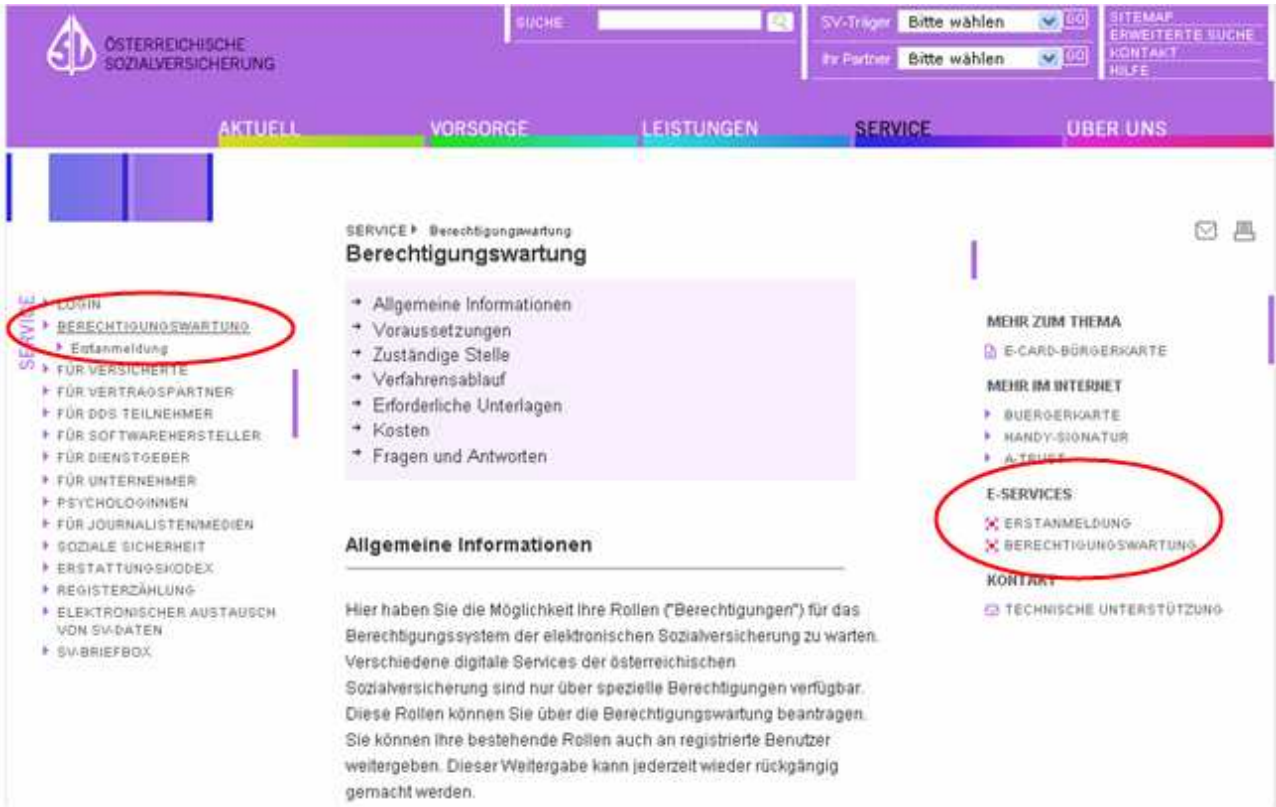 ÖSTERREICHISCHE
SOZIALVERSICHERUNG
SUCHE
SV-Träger Bitte wählen GO
Ihr Partner Bitte wählen GO
SITEMAP
ERWEITERTE SUCHE
KONTAKT
HILFE
AKTUELL VORSORGE LEISTUNGEN SERVICE ÜBER UNS
SERVICE
LOGIN
BERECHTIGUNGSWARTUNG
Erstanmeldung
FÜR VERSICHERTE
FÜR VERTRAGSPARTNER
FÜR DDS TEILNEHMER
FÜR SOFTWAREHERSTELLER
FÜR DIENSTGEBER
FÜR UNTERNEHMER
PSYCHOLOGINNEN
FÜR JOURNALISTEN/MEDIEN
SOZIALE SICHERHEIT
ERSTATTUNGSKODEX
REGISTERZÄHLUNG
ELEKTRONISCHER AUSTAUSCH
VON SV-DATEN
SV-BRIEFBOX
SERVICE Berechtigungswartung
Berechtigungswartung
Allgemeine Informationen
Voraussetzungen
Zuständige Stelle
Verfahrensablauf
Erforderliche Unterlagen
Kosten
Fragen und Antworten
Allgemeine Informationen
Hier haben Sie die Möglichkeit Ihre Rollen ("Berechtigungen") für das
Berechtigungssystem der elektronischen Sozialversicherung zu warten.
Verschiedene digitale Services der österreichischen
Sozialversicherung sind nur über spezielle Berechtigungen verfügbar.
Diese Rollen können Sie über die Berechtigungswartung beantragen.
Sie können Ihre bestehende Rollen auch an registrierte Benutzer
weitergeben. Dieser Weitergabe kann jederzeit wieder rückgängig
gemacht werden.
MEHR ZUM THEMA
E-CARD-BÜRGERKARTE
MEHR IM INTERNET
BUERGERKARTE
HANDY-SIGNATUR
A-TRUST
E-SERVICES
ERSTANMELDUNG
BERECHTIGUNGSWARTUNG
KONTAKT
TECHNISCHE UNTERSTÜTZUNG